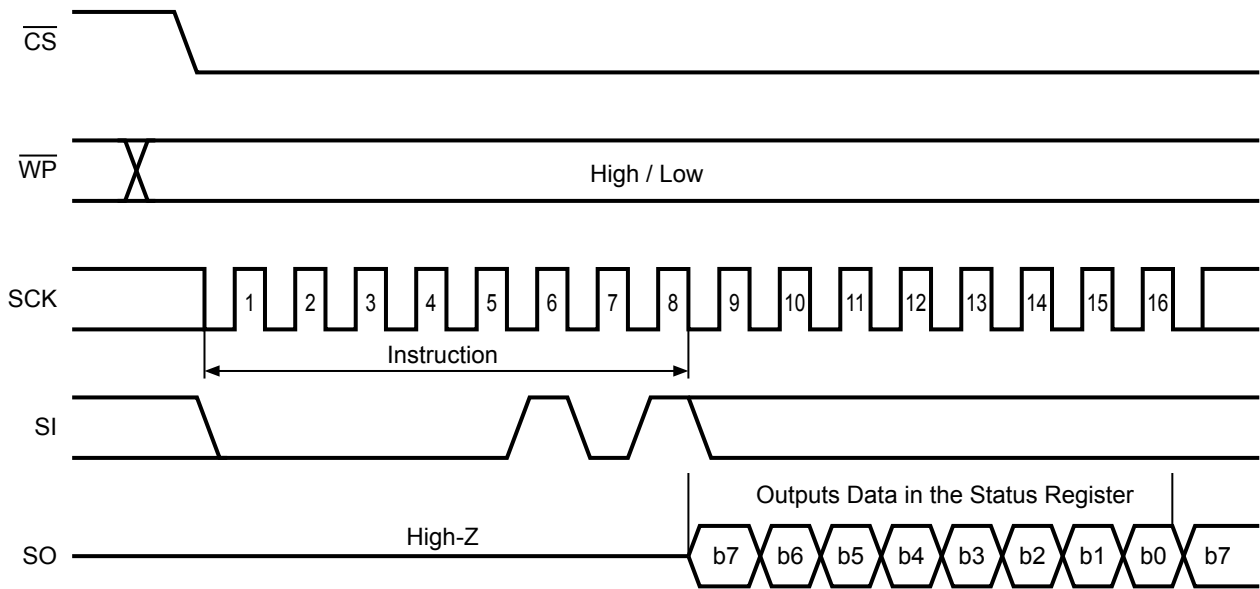 CS
WP
High / Low
SCK
1 2 3 4 5 6 7 8 9 10 11 12 13 14 15 16
Instruction
SI
Outputs Data in the Status Register
High-Z
SO
b7 b6 b5 b4 b3 b2 b1 b0 b7